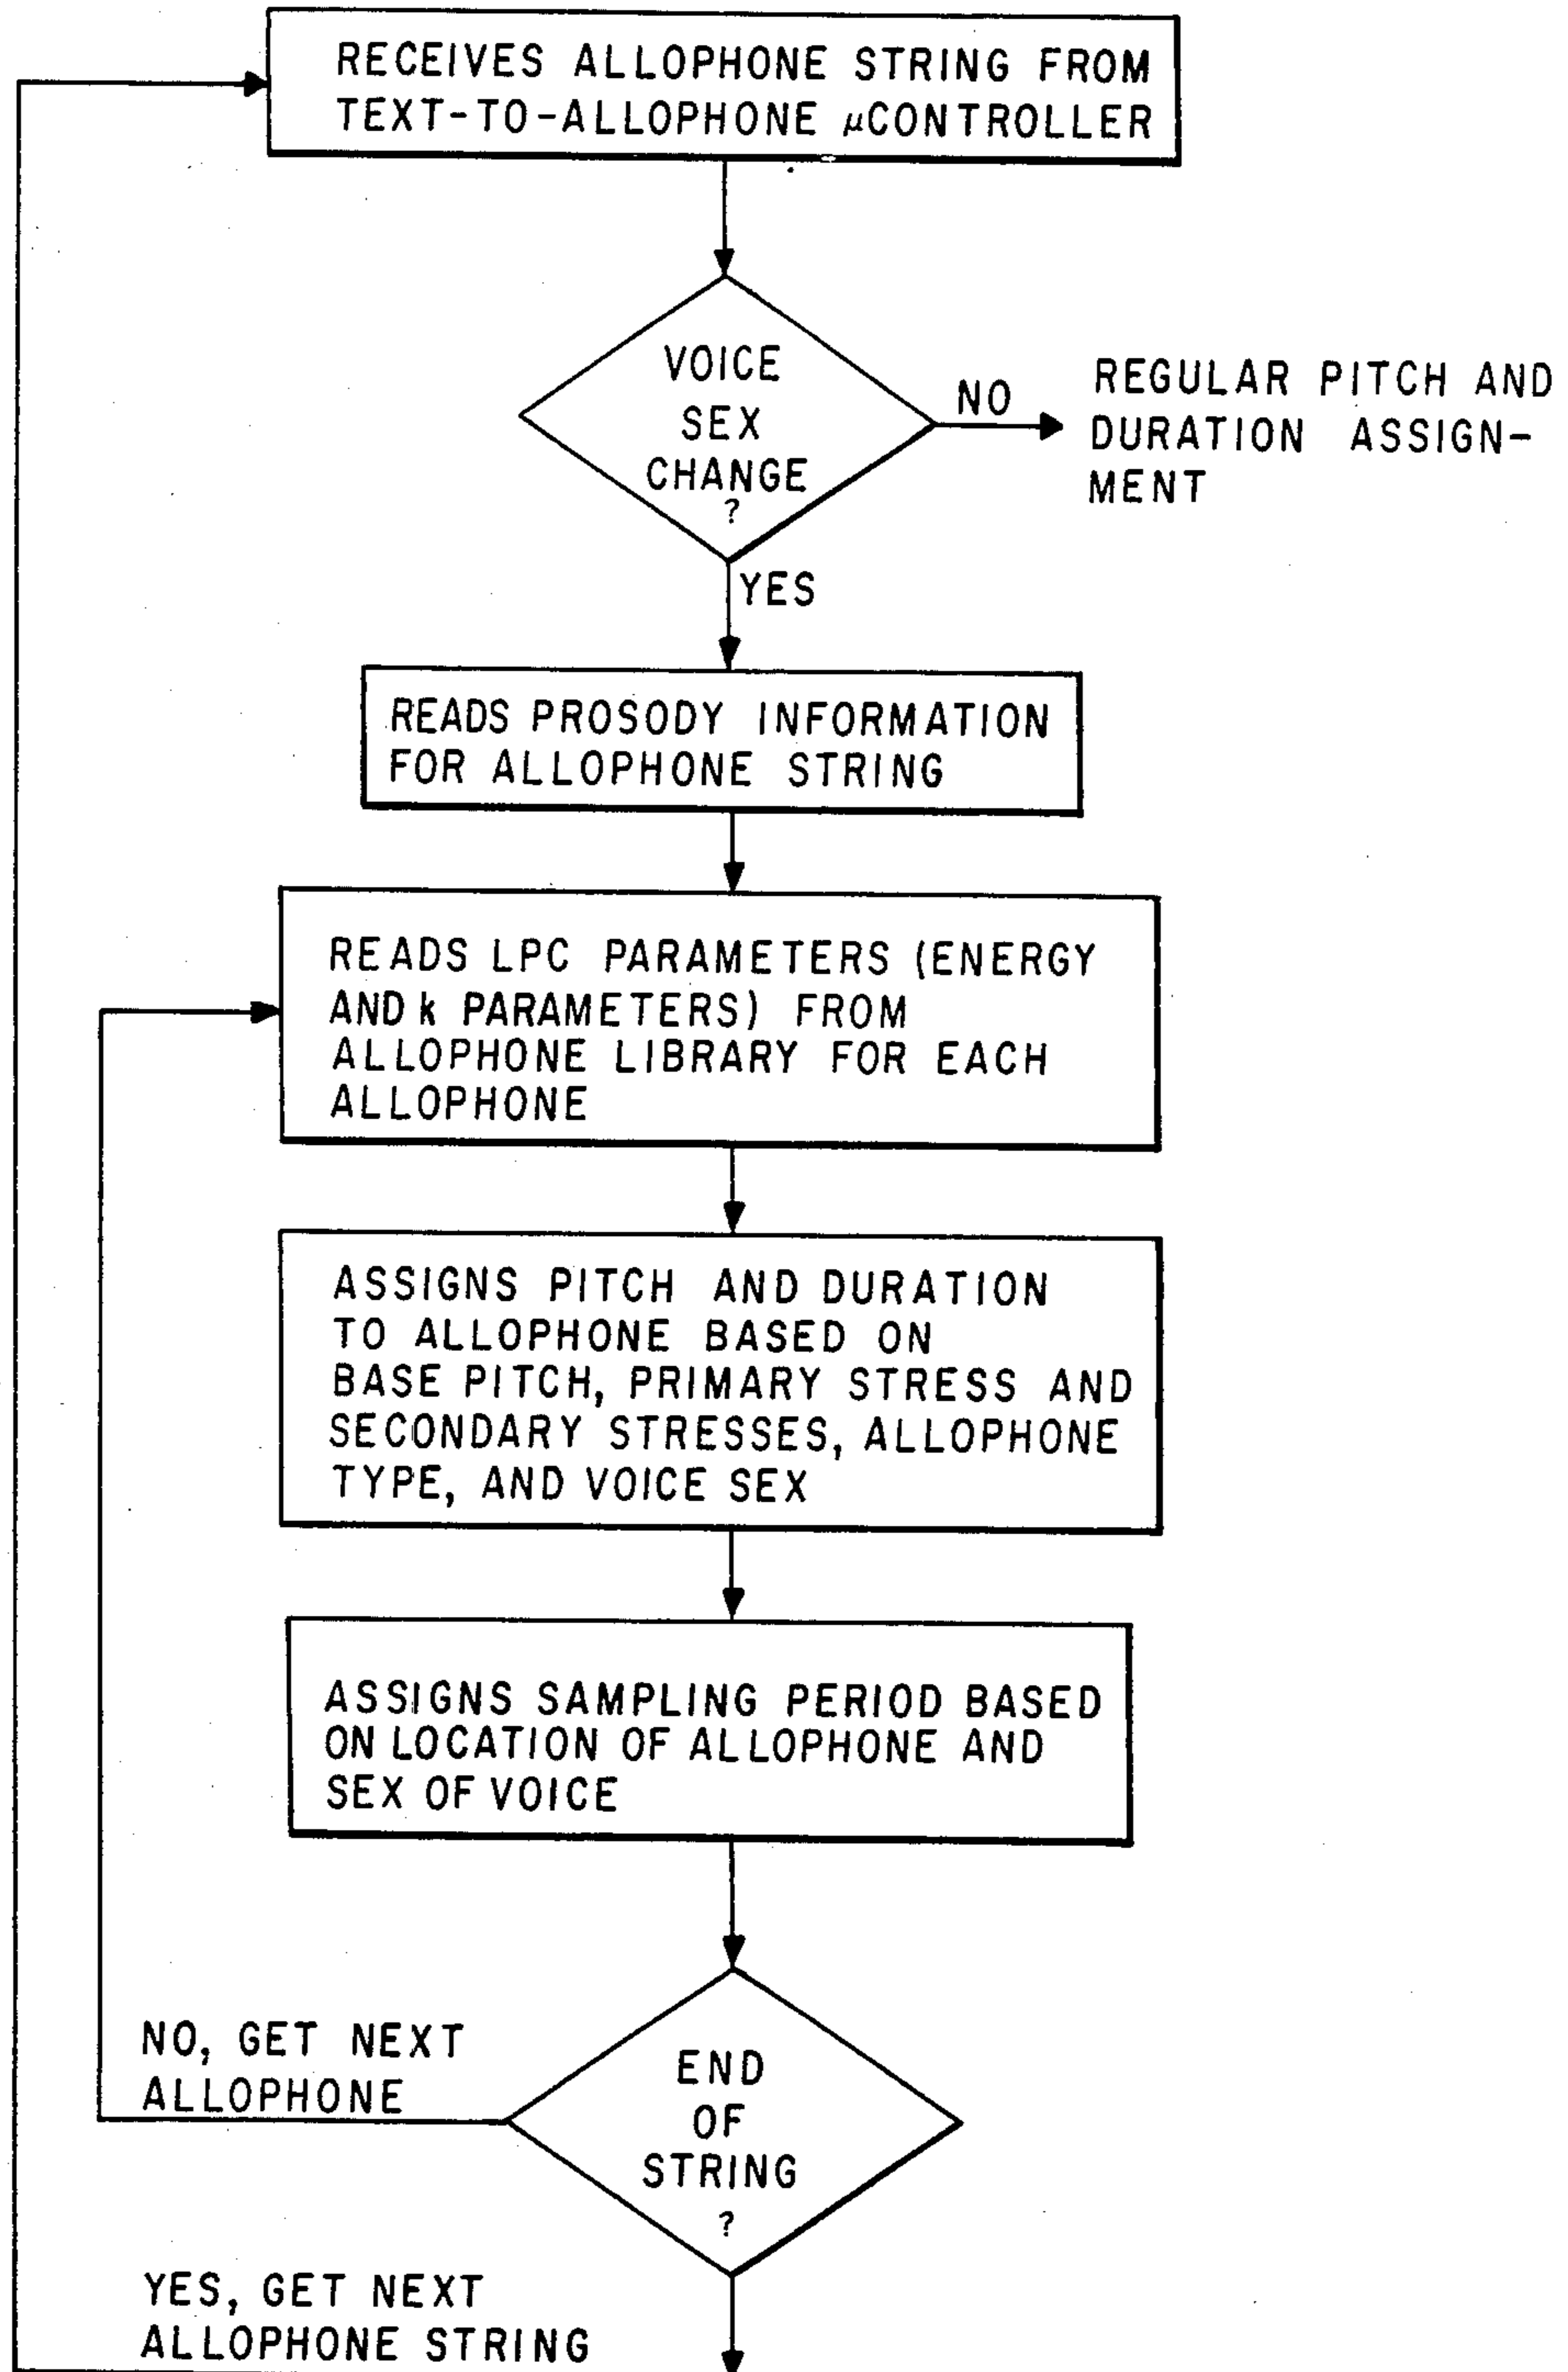 RECEIVES ALLOPHONE STRING FROM
TEXT-TO-ALLOPHONE μCONTROLLER
VOICE
SEX
CHANGE
?
NO
REGULAR PITCH AND
DURATION ASSIGN-
MENT
YES
READS PROSODY INFORMATION
FOR ALLOPHONE STRING
READS LPC PARAMETERS (ENERGY
AND k PARAMETERS) FROM
ALLOPHONE LIBRARY FOR EACH
ALLOPHONE
ASSIGNS PITCH AND DURATION
TO ALLOPHONE BASED ON
BASE PITCH, PRIMARY STRESS AND
SECONDARY STRESSES, ALLOPHONE
TYPE, AND VOICE SEX
ASSIGNS SAMPLING PERIOD BASED
ON LOCATION OF ALLOPHONE AND
SEX OF VOICE
NO, GET NEXT
ALLOPHONE
END
OF
STRING
?
YES, GET NEXT
ALLOPHONE STRING